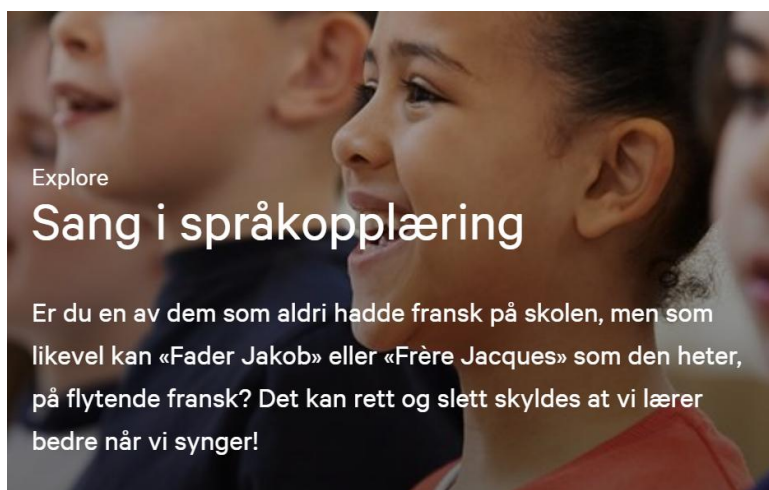 Explore
Sang i språkopplæring
Er du en av dem som aldri hadde fransk på skolen, men som
likevel kan «Fader Jakob» eller «Frère Jacques» som den heter,
på flytende fransk? Det kan rett og slett skyldes at vi lærer
bedre når vi synger!